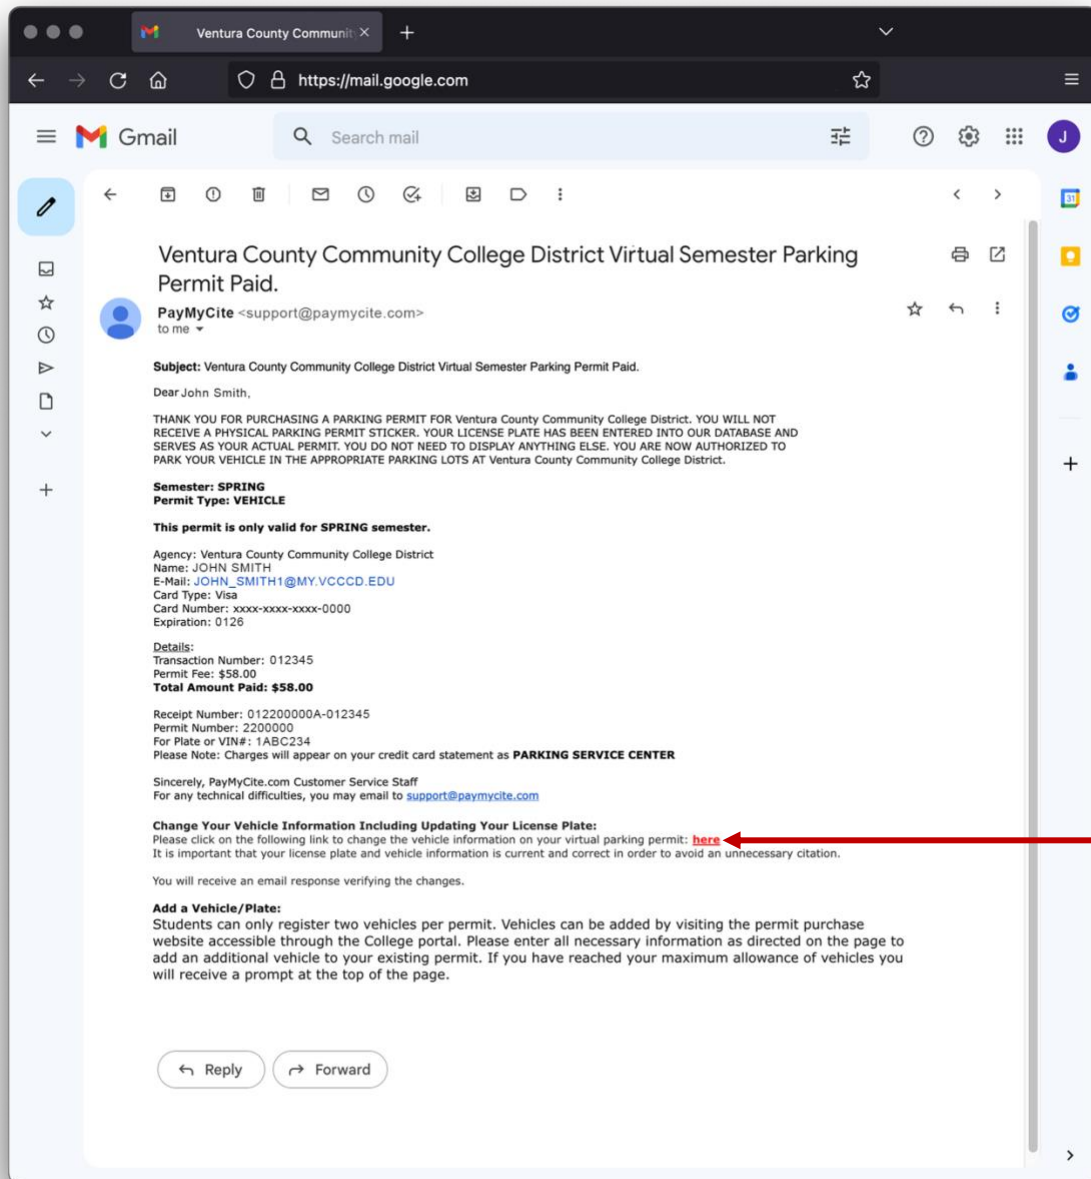 Ventura County Communit
https://mail.google.com
Gmail
Search mail
J
31
Ventura County Community College District Virtual Semester Parking
Permit Paid.
PayMyCite <support@paymycite.com>
to me
Subject: Ventura County Community College District Virtual Semester Parking Permit Paid.
Dear John Smith,
THANK YOU FOR PURCHASING A PARKING PERMIT FOR Ventura County Community College District. YOU WILL NOT
RECEIVE A PHYSICAL PARKING PERMIT STICKER. YOUR LICENSE PLATE HAS BEEN ENTERED INTO OUR DATABASE AND
SERVES AS YOUR ACTUAL PERMIT. YOU DO NOT NEED TO DISPLAY ANYTHING ELSE. YOU ARE NOW AUTHORIZED TO
PARK YOUR VEHICLE IN THE APPROPRIATE PARKING LOTS AT Ventura County Community College District.
Semester: SPRING
Permit Type: VEHICLE
This permit is only valid for SPRING semester.
Agency: Ventura County Community College District
Name: JOHN SMITH
E-Mail: JOHN_SMITH1@MY.VCCCD.EDU
Card Type: Visa
Card Number: xxxx-xxxx-xxxx-0000
Expiration: 0126
Details:
Transaction Number: 012345
Permit Fee: $58.00
Total Amount Paid: $58.00
Receipt Number: 012200000A-012345
Permit Number: 2200000
For Plate or VIN#: 1ABC234
Please Note: Charges will appear on your credit card statement as PARKING SERVICE CENTER
Sincerely, PayMyCite.com Customer Service Staff
For any technical difficulties, you may email to support@paymycite.com
Change Your Vehicle Information Including Updating Your License Plate:
Please click on the following link to change the vehicle information on your virtual parking permit: here
It is important that your license plate and vehicle information is current and correct in order to avoid an unnecessary citation.
You will receive an email response verifying the changes.
Add a Vehicle/Plate:
Students can only register two vehicles per permit. Vehicles can be added by visiting the permit purchase
website accessible through the College portal. Please enter all necessary information as directed on the page to
add an additional vehicle to your existing permit. If you have reached your maximum allowance of vehicles you
will receive a prompt at the top of the page.
Reply
Forward